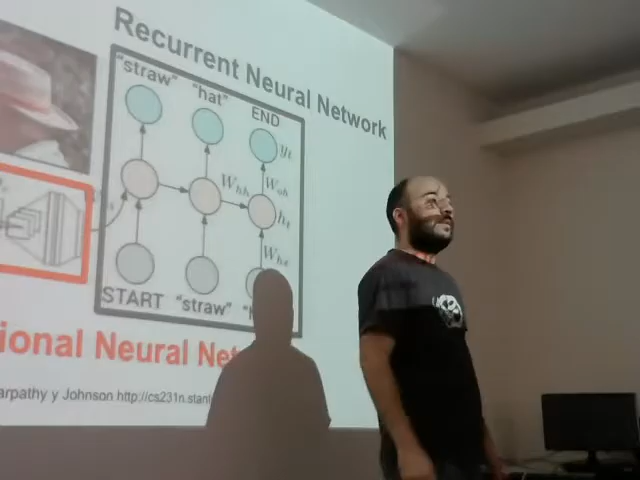 Recurrent Neural Network
"straw" "hat" END
y_t
W_hh W_oh
h_t
W_hx
START "straw"
ional Neural Net
arpathy y Johnson http://cs231n.stan